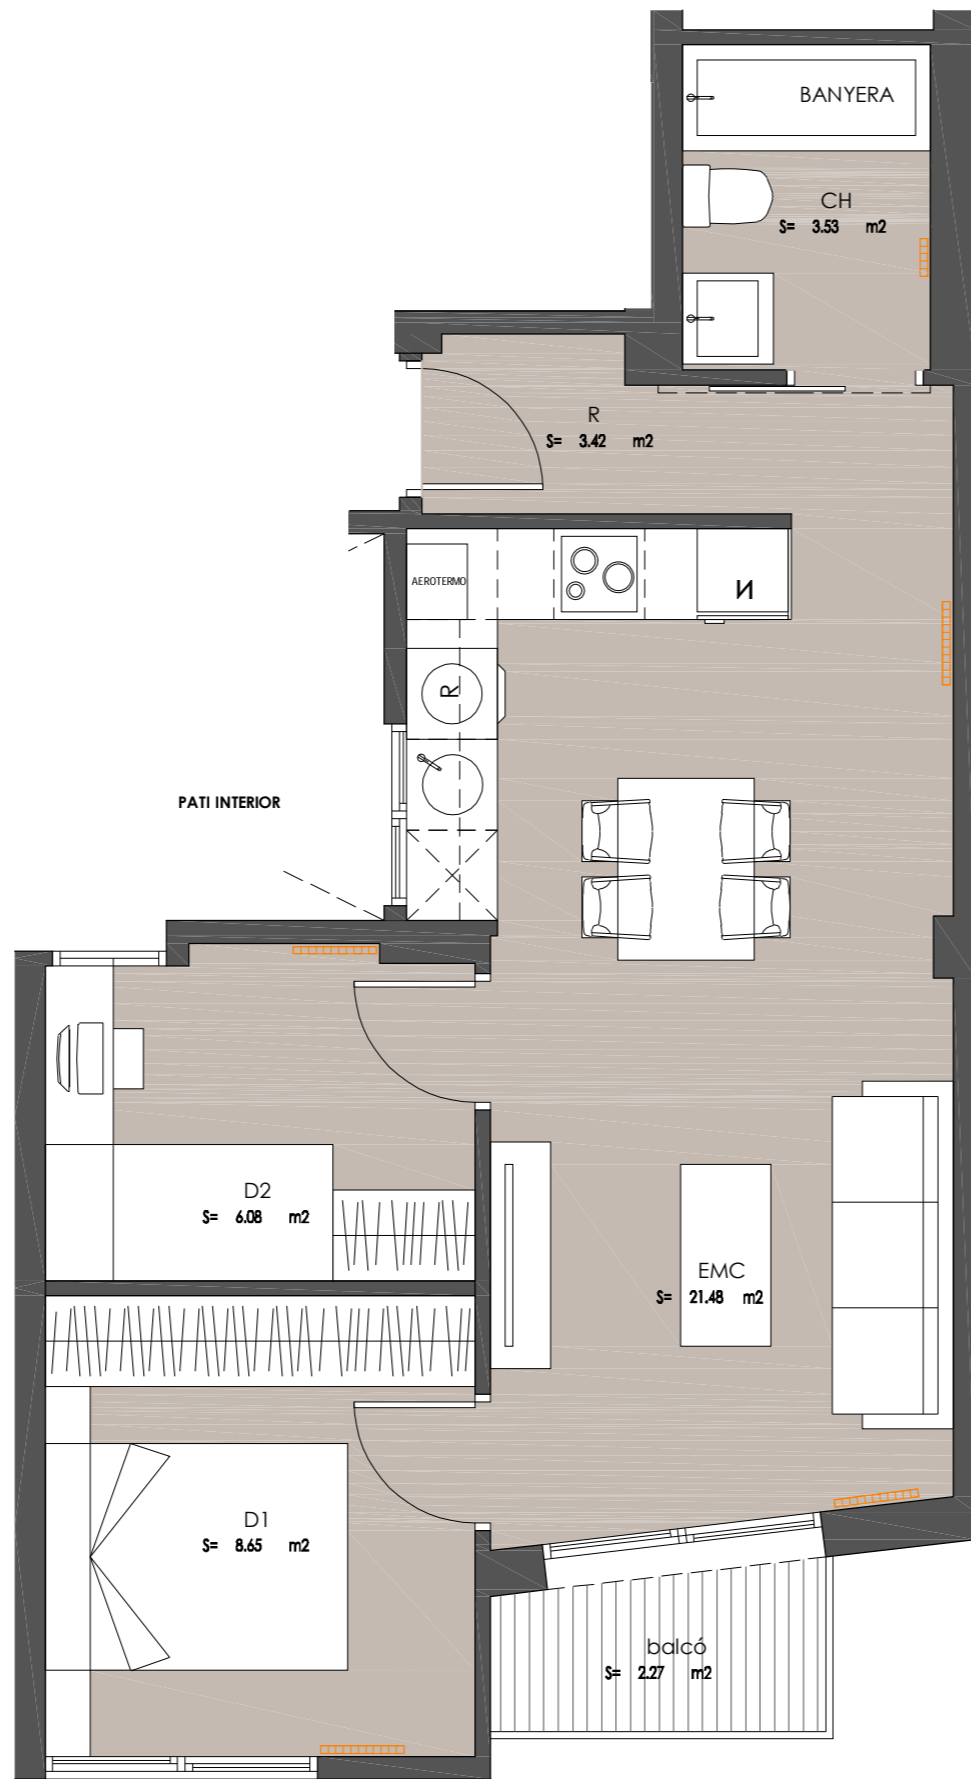 BANYERA
CH
S= 3.53 m2
R
S= 3.42 m2
AEROTERMO
N
R
PATI INTERIOR
D2
S= 6.08 m2
EMC
S= 21.48 m2
D1
S= 8.65 m2
balcó
S= 2.27 m2